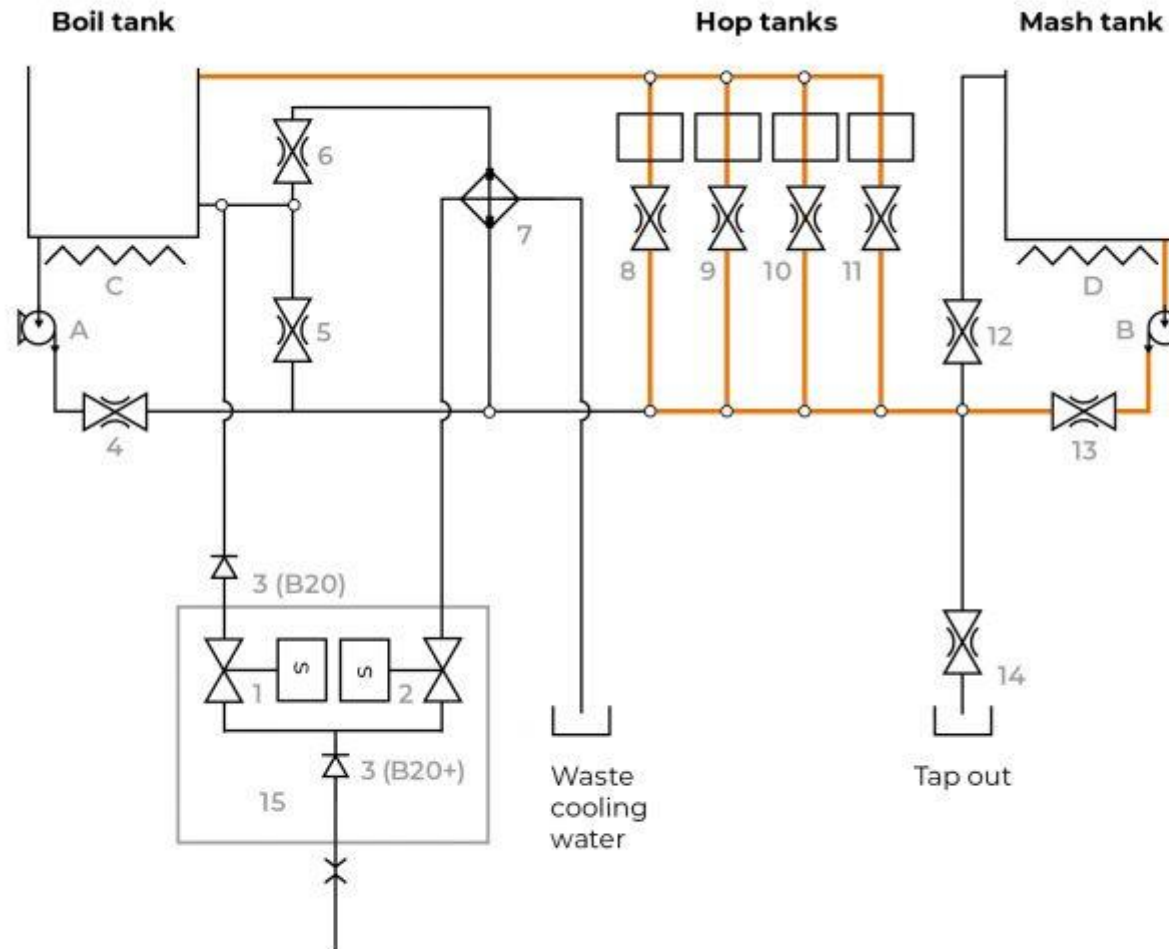 Boil tank
Hop tanks
Mash tank
6
7
8
9
10
11
C
D
A
5
12
B
4
13
3 (B20)
1
S
S
2
14
3 (B20+)
15
Waste
cooling
water
Tap out